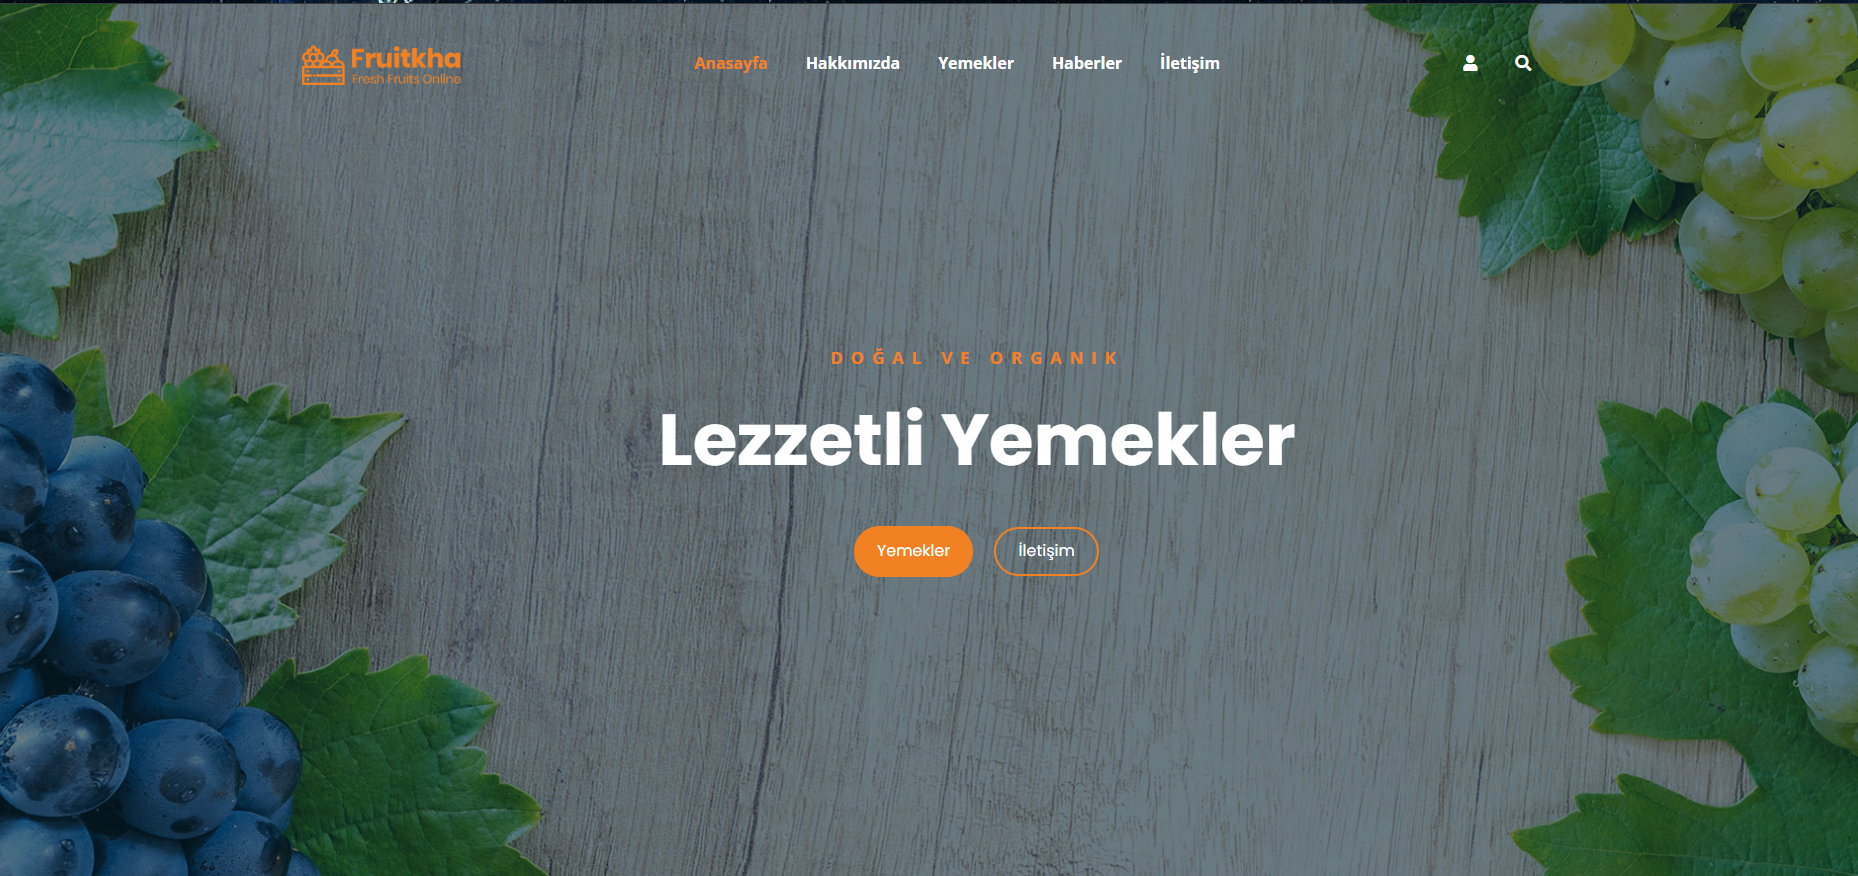 Fruitkha
Fresh Fruits Online
Anasayfa Hakkımızda Yemekler Haberler İletişim
DOĞAL VE ORGANIK
Lezzetli Yemekler
Yemekler İletişim